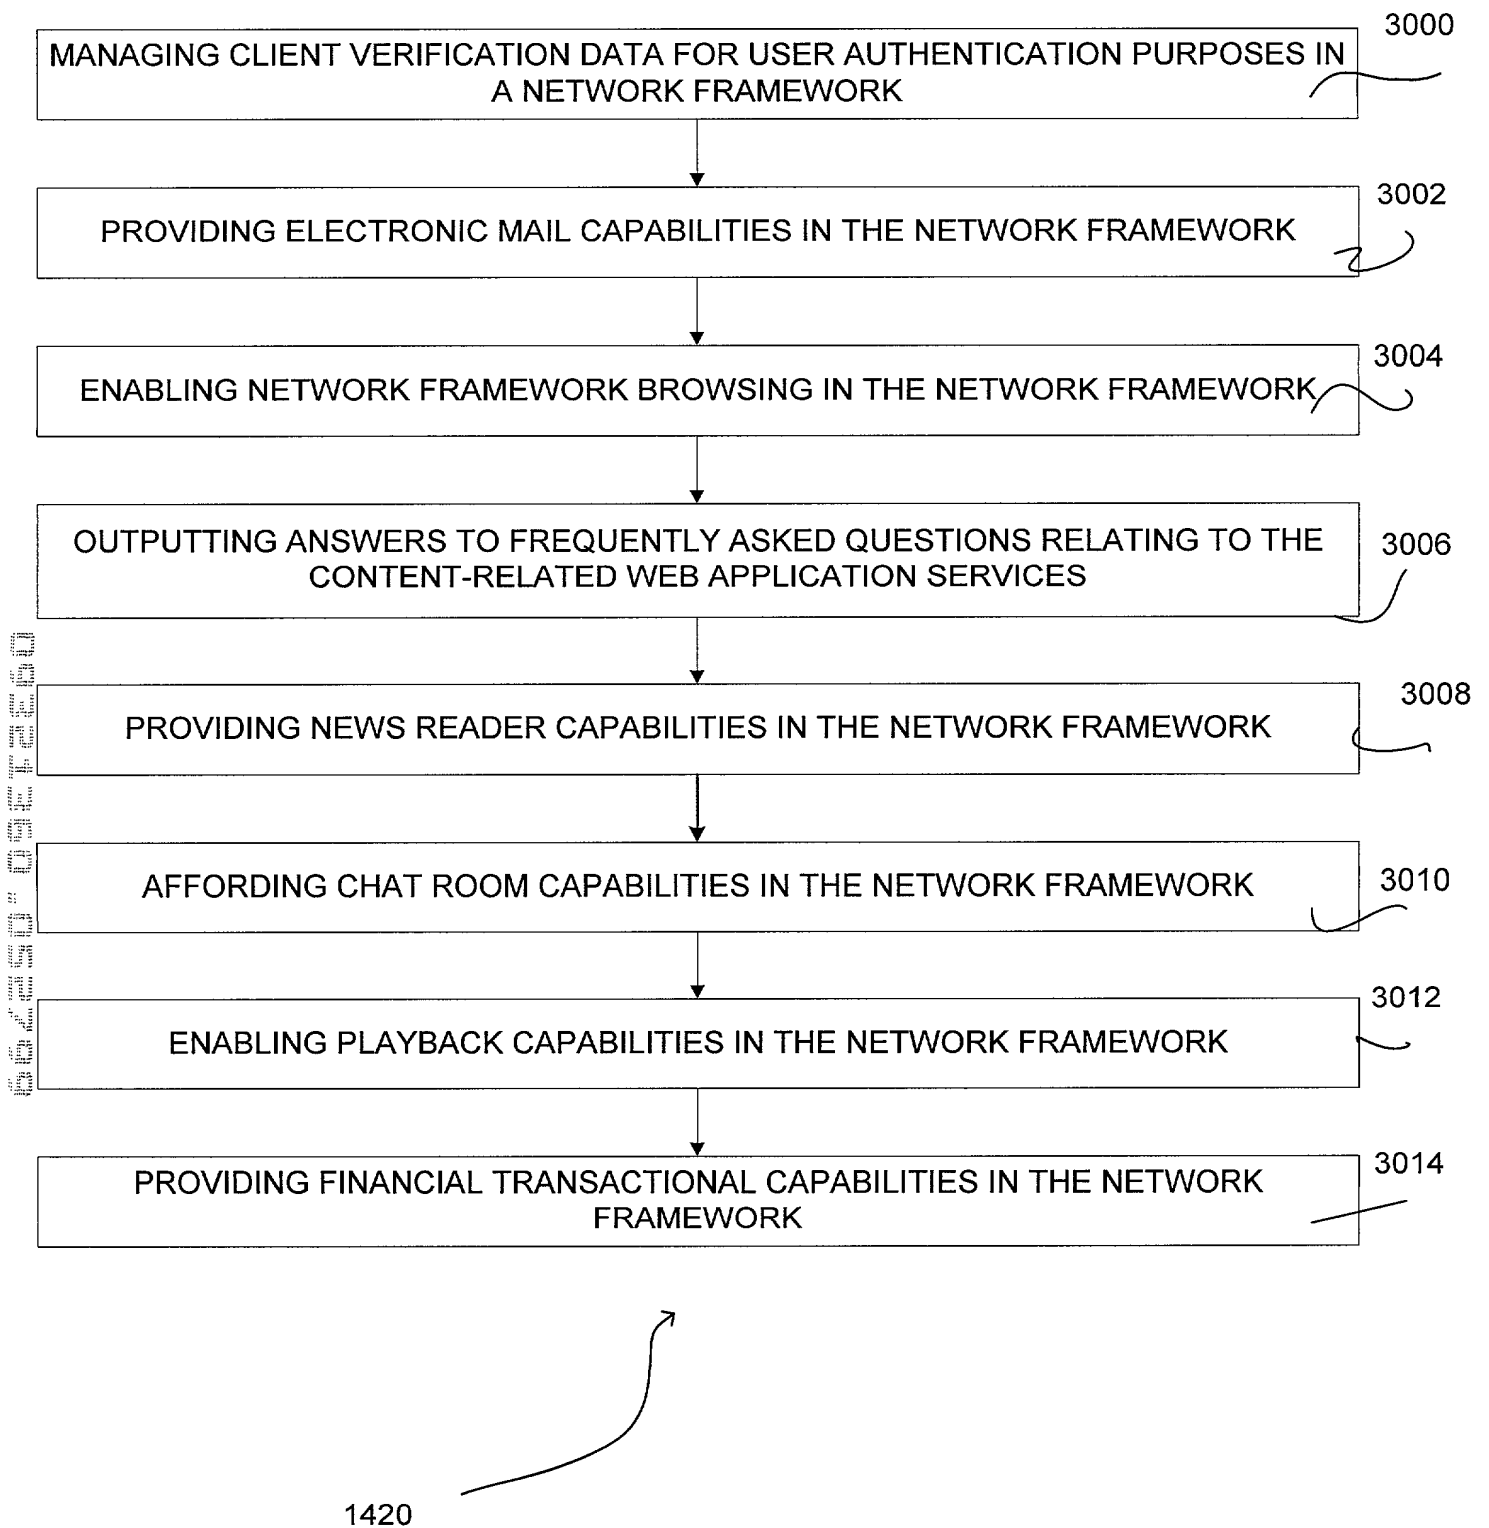 3000
MANAGING CLIENT VERIFICATION DATA FOR USER AUTHENTICATION PURPOSES IN
A NETWORK FRAMEWORK
3002
PROVIDING ELECTRONIC MAIL CAPABILITIES IN THE NETWORK FRAMEWORK
3004
ENABLING NETWORK FRAMEWORK BROWSING IN THE NETWORK FRAMEWORK
OUTPUTTING ANSWERS TO FREQUENTLY ASKED QUESTIONS RELATING TO THE
CONTENT-RELATED WEB APPLICATION SERVICES
3006
3008
PROVIDING NEWS READER CAPABILITIES IN THE NETWORK FRAMEWORK
AFFORDING CHAT ROOM CAPABILITIES IN THE NETWORK FRAMEWORK
3010
3012
ENABLING PLAYBACK CAPABILITIES IN THE NETWORK FRAMEWORK
3014
PROVIDING FINANCIAL TRANSACTIONAL CAPABILITIES IN THE NETWORK
FRAMEWORK
1420